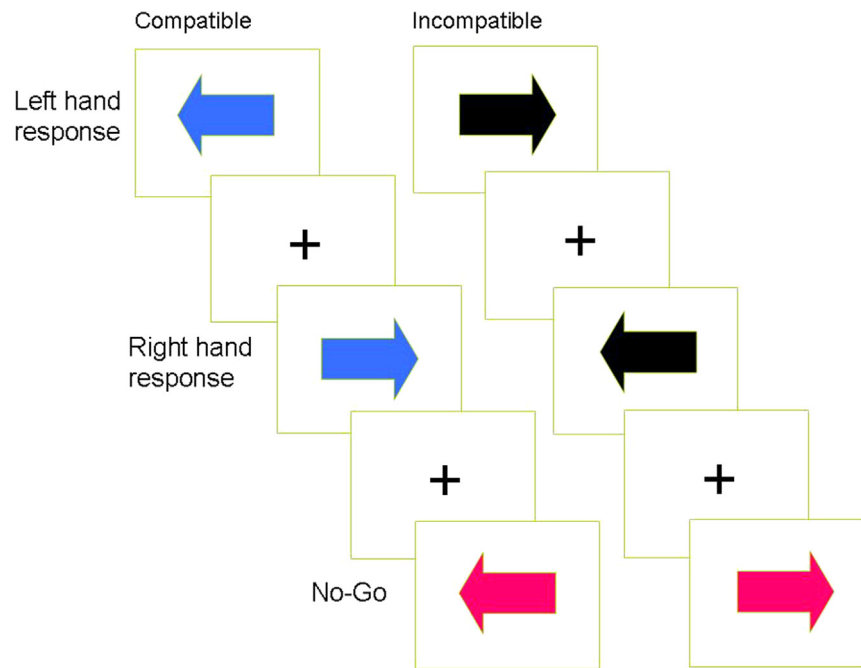 Compatible
Incompatible
Left hand
response
Right hand
response
No-Go